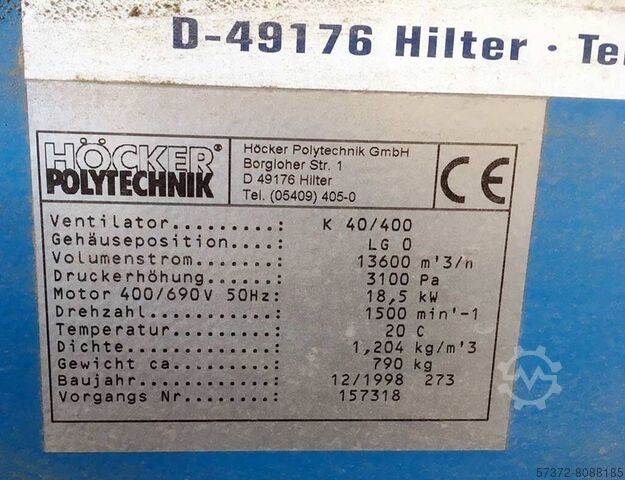 D-49176 Hilter · Te
HÖCKER®
POLYTECHNIK
Höcker Polytechnik GmbH
Borgloher Str. 1
D 49176 Hilter
Tel. (05409) 405-0
CE
Ventilator..........: K 40/400
Gehäuseposition.....: LG 0
Volumenstrom........: 13600 m'3/h
Druckerhöhung.......: 3100 Pa
Motor 400/690V 50Hz: 18,5 kW
Drehzahl............: 1500 min'-1
Temperatur..........: 20 C
Dichte..............: 1,204 kg/m'3
Gewicht ca..........: 790 kg
Baujahr.............: 12/1998 273
Vorgangs Nr.........: 157318
57372-8088185